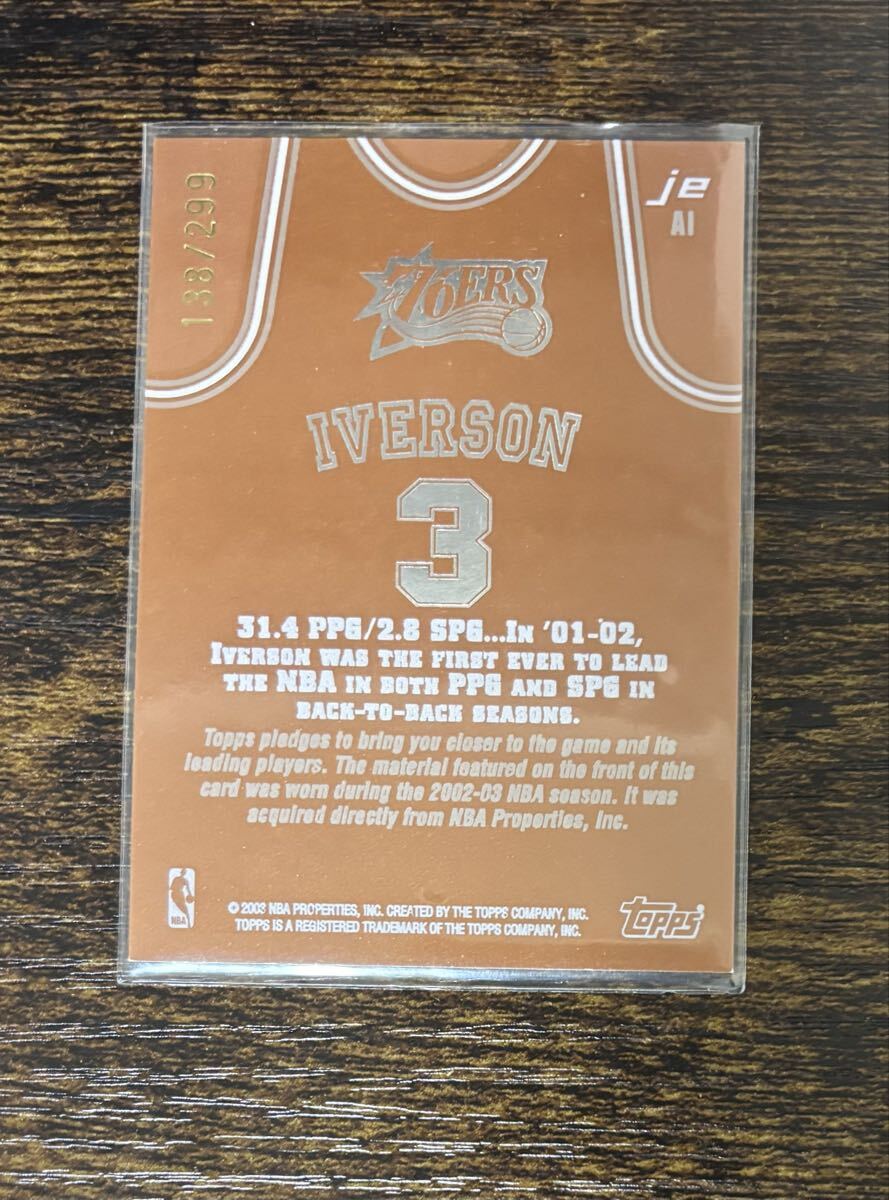 188/299
je
AI
76ERS
IVERSON
3
31.4 PPG/2.8 SPG...IN '01-02,
IVERSON WAS THE FIRST EVER TO LEAD
THE NBA IN BOTH PPG AND SPG IN
BACK-TO-BACK SEASONS.
Topps pledges to bring you closer to the game and its
leading players. The material featured on the front of this
card was worn during the 2002-03 NBA season. It was
acquired directly from NBA Properties, Inc.
NBA
© 2003 NBA PROPERTIES, INC. CREATED BY THE TOPPS COMPANY, INC.
TOPPS IS A REGISTERED TRADEMARK OF THE TOPPS COMPANY, INC.
topps